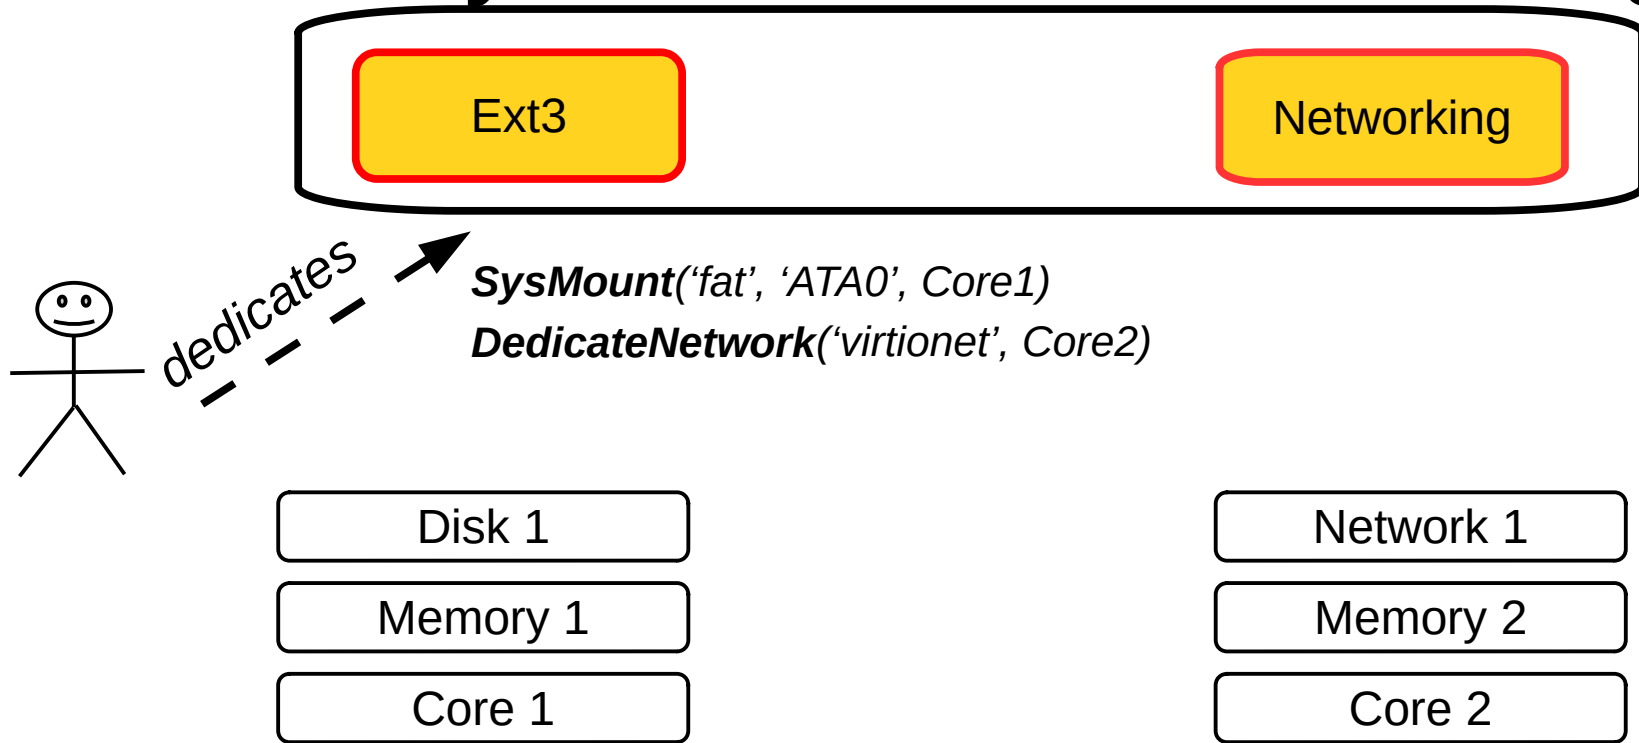 Ext3
Networking
dedicates
SysMount(‘fat’, ‘ATA0’, Core1)
DedicateNetwork(‘virtionet’, Core2)
Disk 1
Network 1
Memory 1
Memory 2
Core 1
Core 2